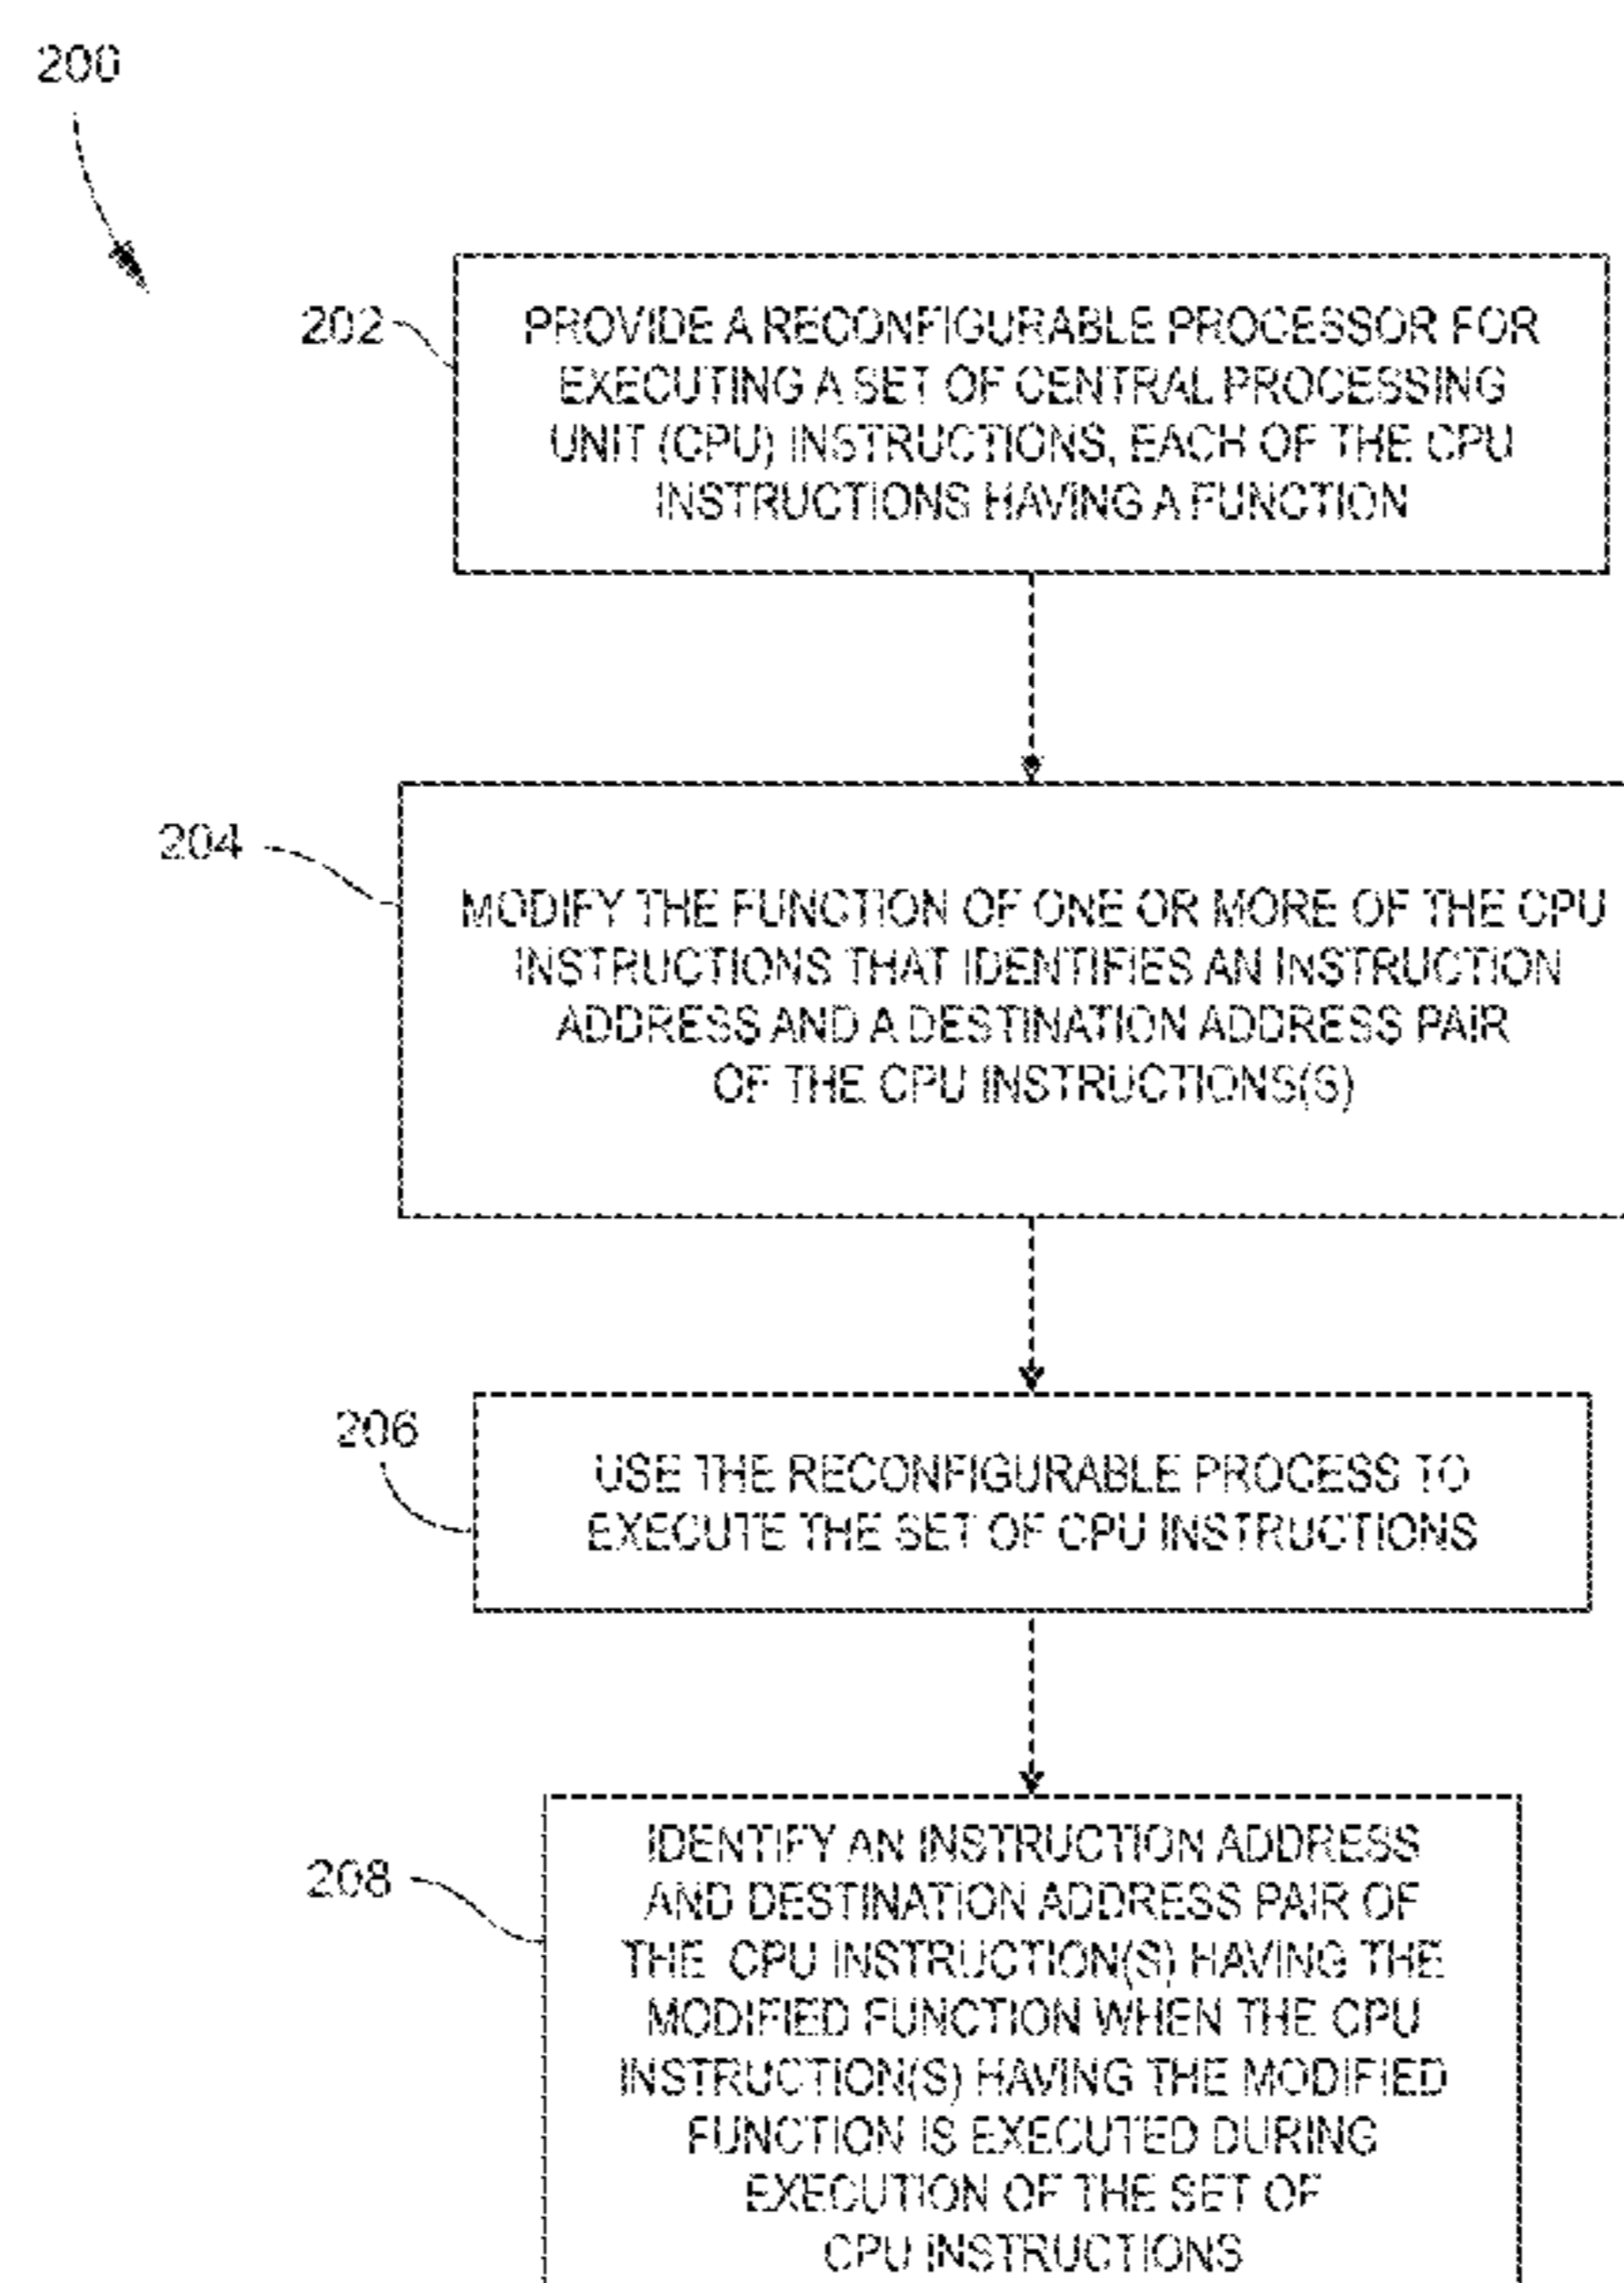 200
202
PROVIDE A RECONFIGURABLE PROCESSOR FOR
EXECUTING A SET OF CENTRAL PROCESSING
UNIT (CPU) INSTRUCTIONS, EACH OF THE CPU
INSTRUCTIONS HAVING A FUNCTION
204
MODIFY THE FUNCTION OF ONE OR MORE OF THE CPU
INSTRUCTIONS THAT IDENTIFIES AN INSTRUCTION
ADDRESS AND A DESTINATION ADDRESS PAIR
OF THE CPU INSTRUCTIONS(S)
206
USE THE RECONFIGURABLE PROCESS TO
EXECUTE THE SET OF CPU INSTRUCTIONS
208
IDENTIFY AN INSTRUCTION ADDRESS
AND DESTINATION ADDRESS PAIR OF
THE CPU INSTRUCTION(S) HAVING THE
MODIFIED FUNCTION WHEN THE CPU
INSTRUCTION(S) HAVING THE MODIFIED
FUNCTION IS EXECUTED DURING
EXECUTION OF THE SET OF
CPU INSTRUCTIONS